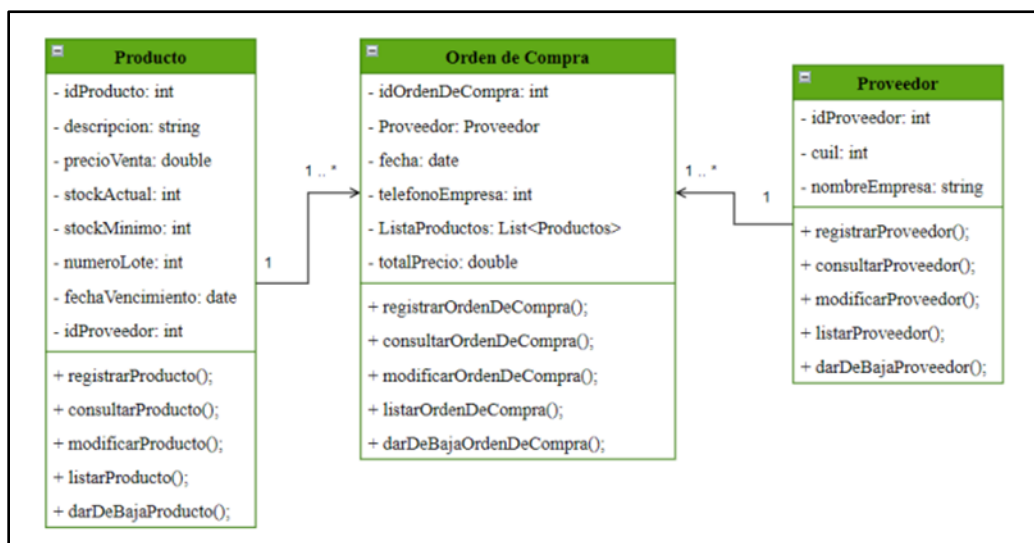 Producto
- idProducto: int
- descripcion: string
- precioVenta: double
- stockActual: int
- stockMinimo: int
- numeroLote: int
- fechaVencimiento: date
- idProveedor: int
+ registrarProducto();
+ consultarProducto();
+ modificarProducto();
+ listarProducto();
+ darDeBajaProducto();
1
1 .. *
Orden de Compra
- idOrdenDeCompra: int
- Proveedor: Proveedor
- fecha: date
- telefonoEmpresa: int
- ListaProductos: List<Productos>
- totalPrecio: double
+ registrarOrdenDeCompra();
+ consultarOrdenDeCompra();
+ modificarOrdenDeCompra();
+ listarOrdenDeCompra();
+ darDeBajaOrdenDeCompra();
1 .. *
1
Proveedor
- idProveedor: int
- cuil: int
- nombreEmpresa: string
+ registrarProveedor();
+ consultarProveedor();
+ modificarProveedor();
+ listarProveedor();
+ darDeBajaProveedor();